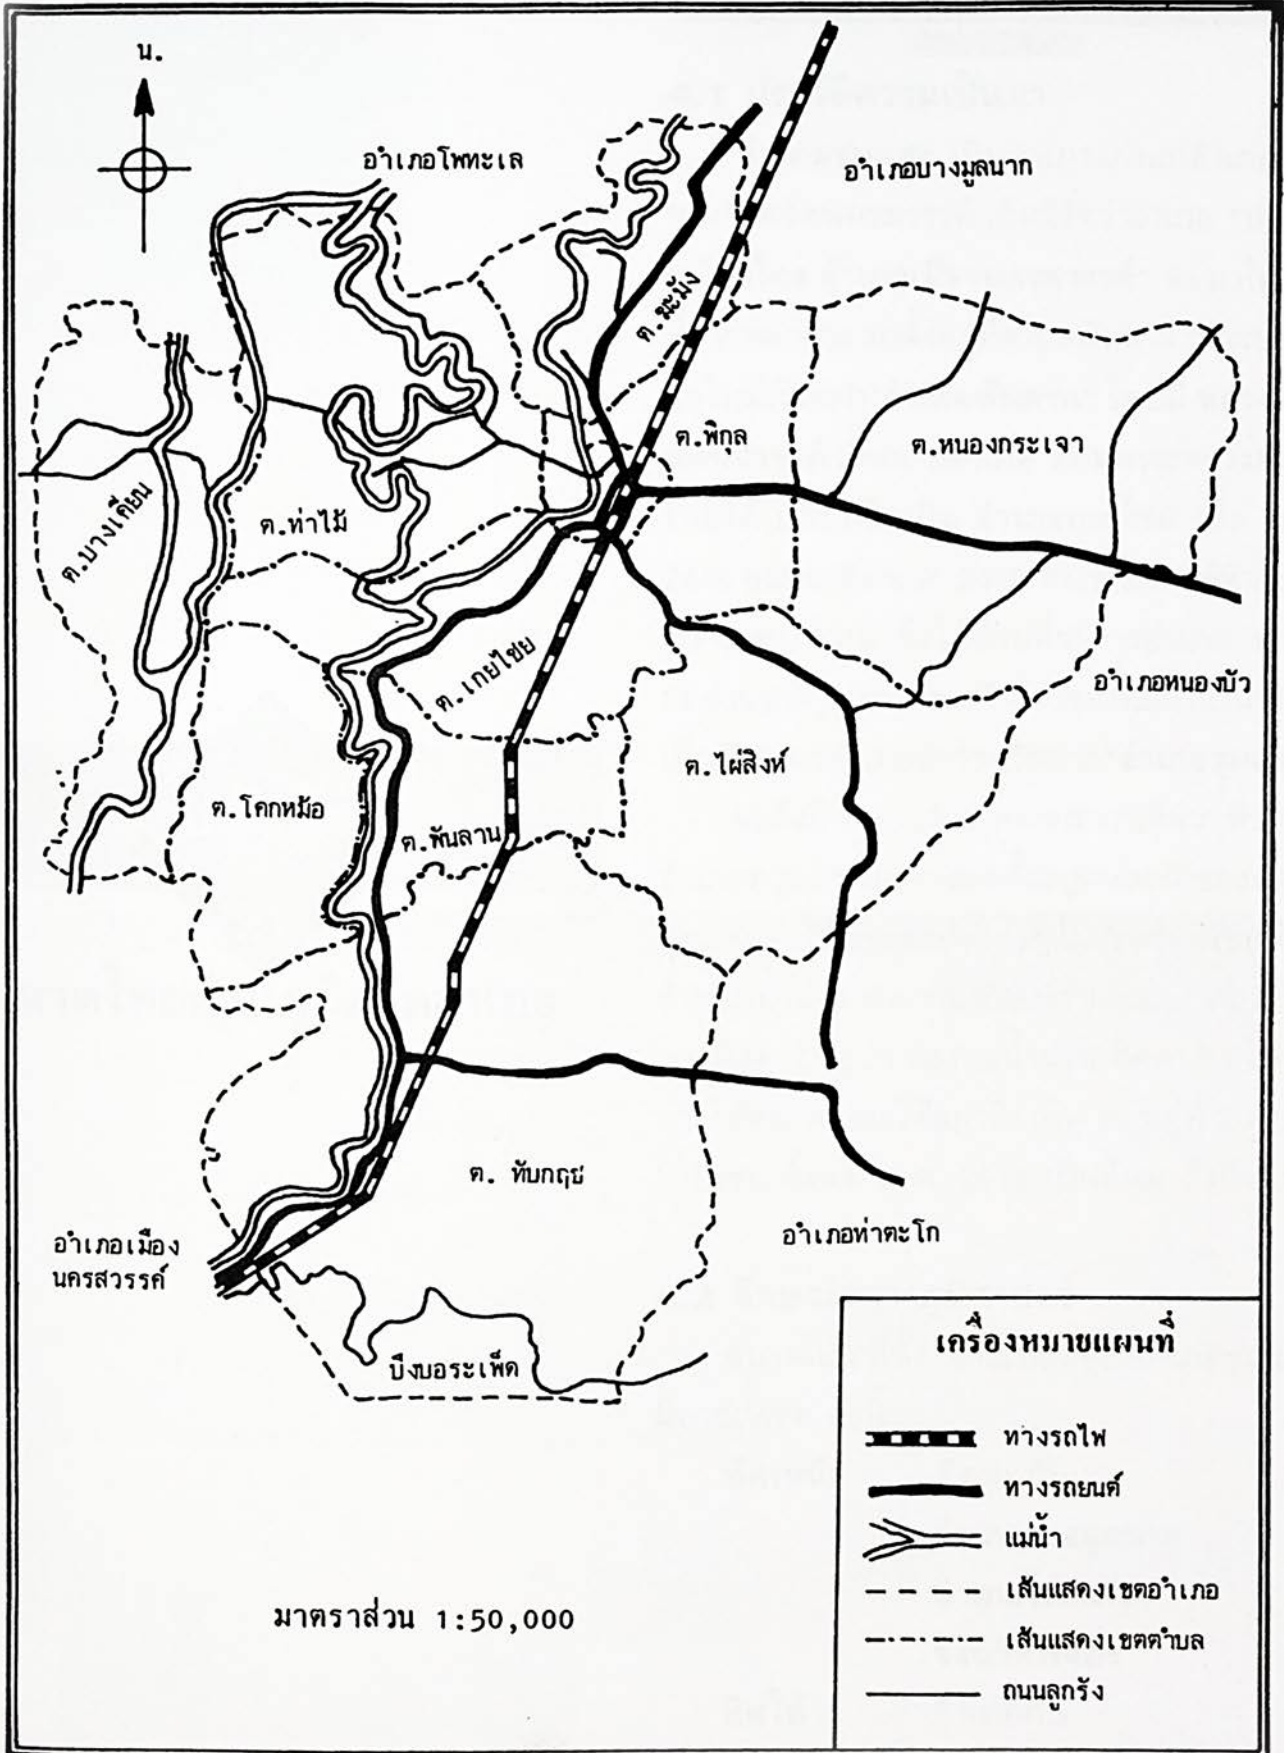 น.
อำเภอโพทะเล
อำเภอบางมูลนาก
ต.ฆะมัง
ต.พิกุล
ต.หนองกระเจา
ต.บางเคียน
ต.ท่าไม้
ต.เกยไชย
อำเภอหนองบัว
ต.ไผ่สิงห์
ต.โคกหม้อ
ต.พันลาน
ต. ทับกฤช
อำเภอท่าตะโก
อำเภอเมือง
นครสวรรค์
บึงบอระเพ็ด
เครื่องหมายแผนที่
ทางรถไฟ
ทางรถยนต์
แม่น้ำ
เส้นแสดงเขตอำเภอ
เส้นแสดงเขตตำบล
ถนนลูกรัง
มาตราส่วน 1:50,000